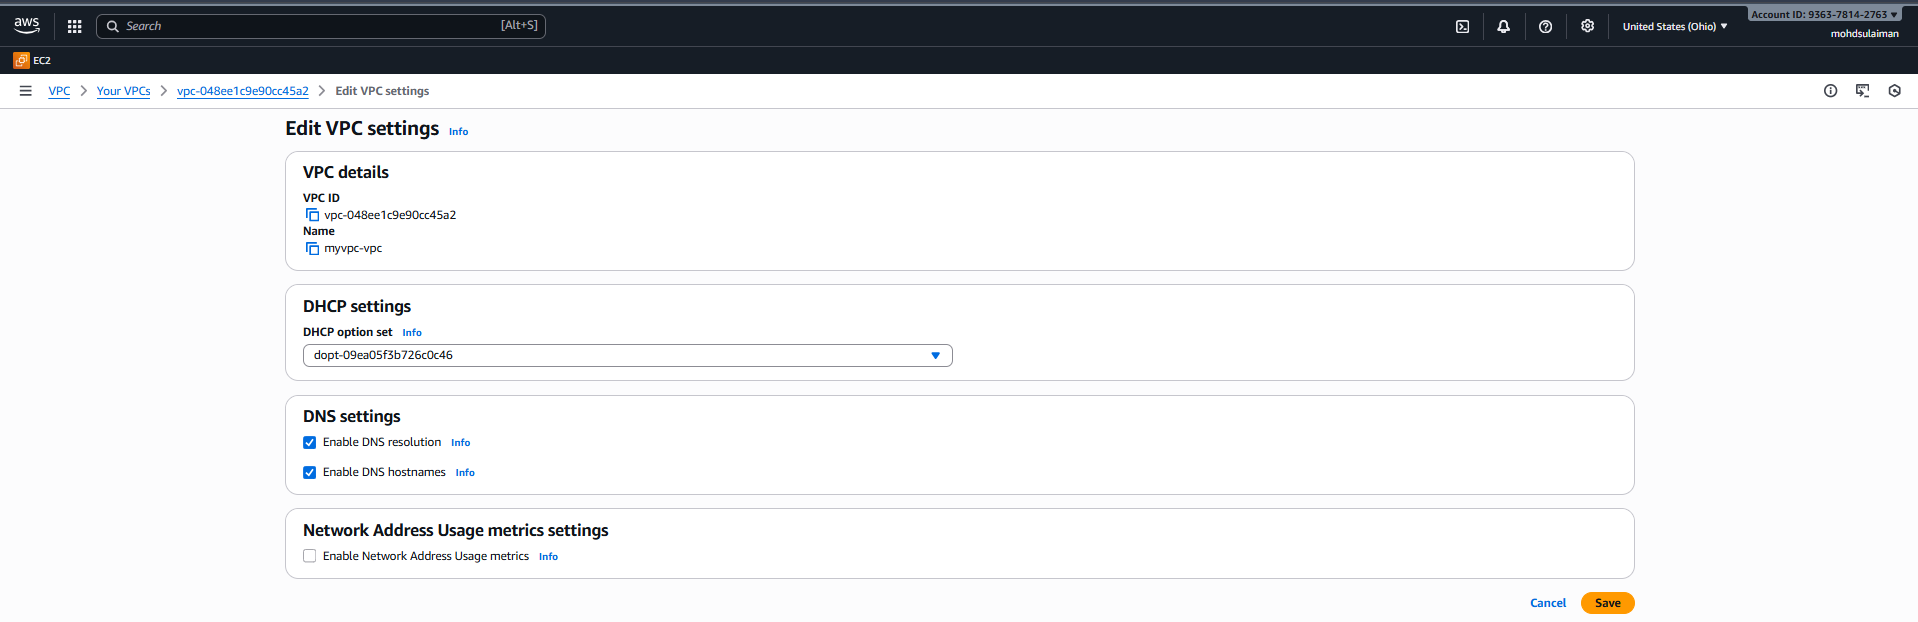 aws
Search [Alt+S]
United States (Ohio)
Account ID: 9363-7814-2763
mohdsulaiman
EC2
VPC
Your VPCs
vpc-048ee1c9e90cc45a2
Edit VPC settings
Edit VPC settings Info
VPC details
VPC ID
vpc-048ee1c9e90cc45a2
Name
myvpc-vpc
DHCP settings
DHCP option set Info
dopt-09ea05f3b726c0c46
DNS settings
Enable DNS resolution Info
Enable DNS hostnames Info
Network Address Usage metrics settings
Enable Network Address Usage metrics Info
Cancel Save